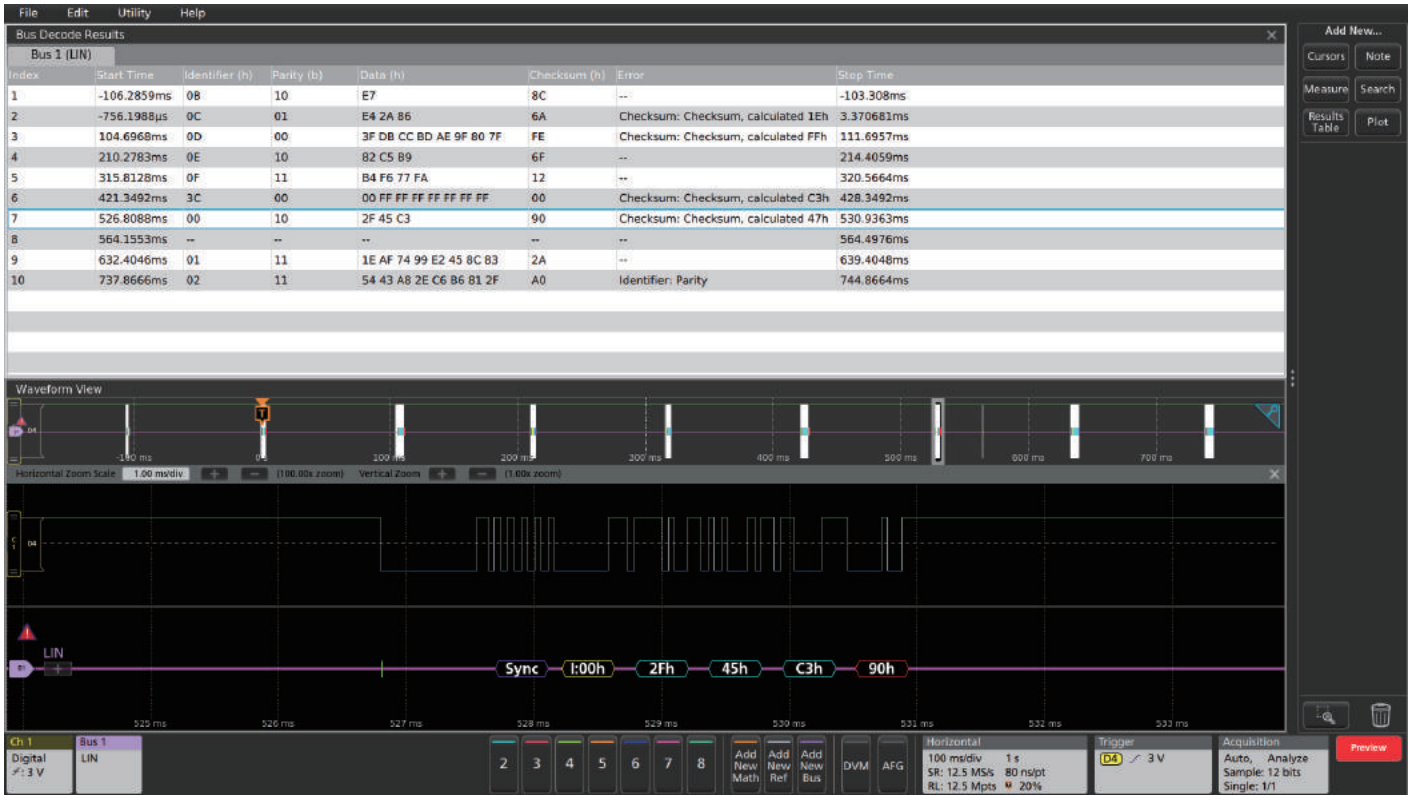 File Edit Utility Help
Bus Decode Results
Bus 1 (LIN)
Index Start Time Identifier (h) Parity (b) Data (h) Checksum (h) Error Stop Time
1 -106.2859ms 0B 10 E7 8C -- -103.308ms
2 -756.1988µs 0C 01 E4 2A 86 6A Checksum: Checksum, calculated 1Eh 3.370681ms
3 104.6968ms 0D 00 3F DB CC BD AE 9F 80 7F FE Checksum: Checksum, calculated FFh 111.6957ms
4 210.2783ms 0E 10 82 C5 B9 6F -- 214.4059ms
5 315.8128ms 0F 11 B4 F6 77 FA 12 -- 320.5664ms
6 421.3492ms 3C 00 00 FF FF FF FF FF FF FF 00 Checksum: Checksum, calculated C3h 428.3492ms
7 526.8088ms 00 10 2F 45 C3 90 Checksum: Checksum, calculated 47h 530.9363ms
8 564.1553ms -- -- -- -- -- 564.4976ms
9 632.4046ms 01 11 1E AF 74 99 E2 45 8C 83 2A -- 639.4048ms
10 737.8666ms 02 11 54 43 A8 2E C6 B6 81 2F A0 Identifier: Parity 744.8664ms
Add New...
Cursors Note
Measure Search
Results Table Plot
Waveform View
T
D4
-100 ms 0 s 100 ms 200 ms 300 ms 400 ms 500 ms 600 ms 700 ms
Horizontal Zoom Scale 1.00 ms/div + - (100.00x zoom) Vertical Zoom + - (1.00x zoom)
C1 D4
LIN
B1 + Sync I:00h 2Fh 45h C3h 90h
525 ms 526 ms 527 ms 528 ms 529 ms 530 ms 531 ms 532 ms 533 ms
Ch 1
Digital
: 3 V
Bus 1
LIN
2 3 4 5 6 7 8
Add New Math
Add New Ref
Add New Bus
DVM AFG
Horizontal
100 ms/div 1 s
SR: 12.5 MS/s 80 ns/pt
RL: 12.5 Mpts 20%
Trigger
D4 3 V
Acquisition
Auto, Analyze
Sample: 12 bits
Single: 1/1
Preview